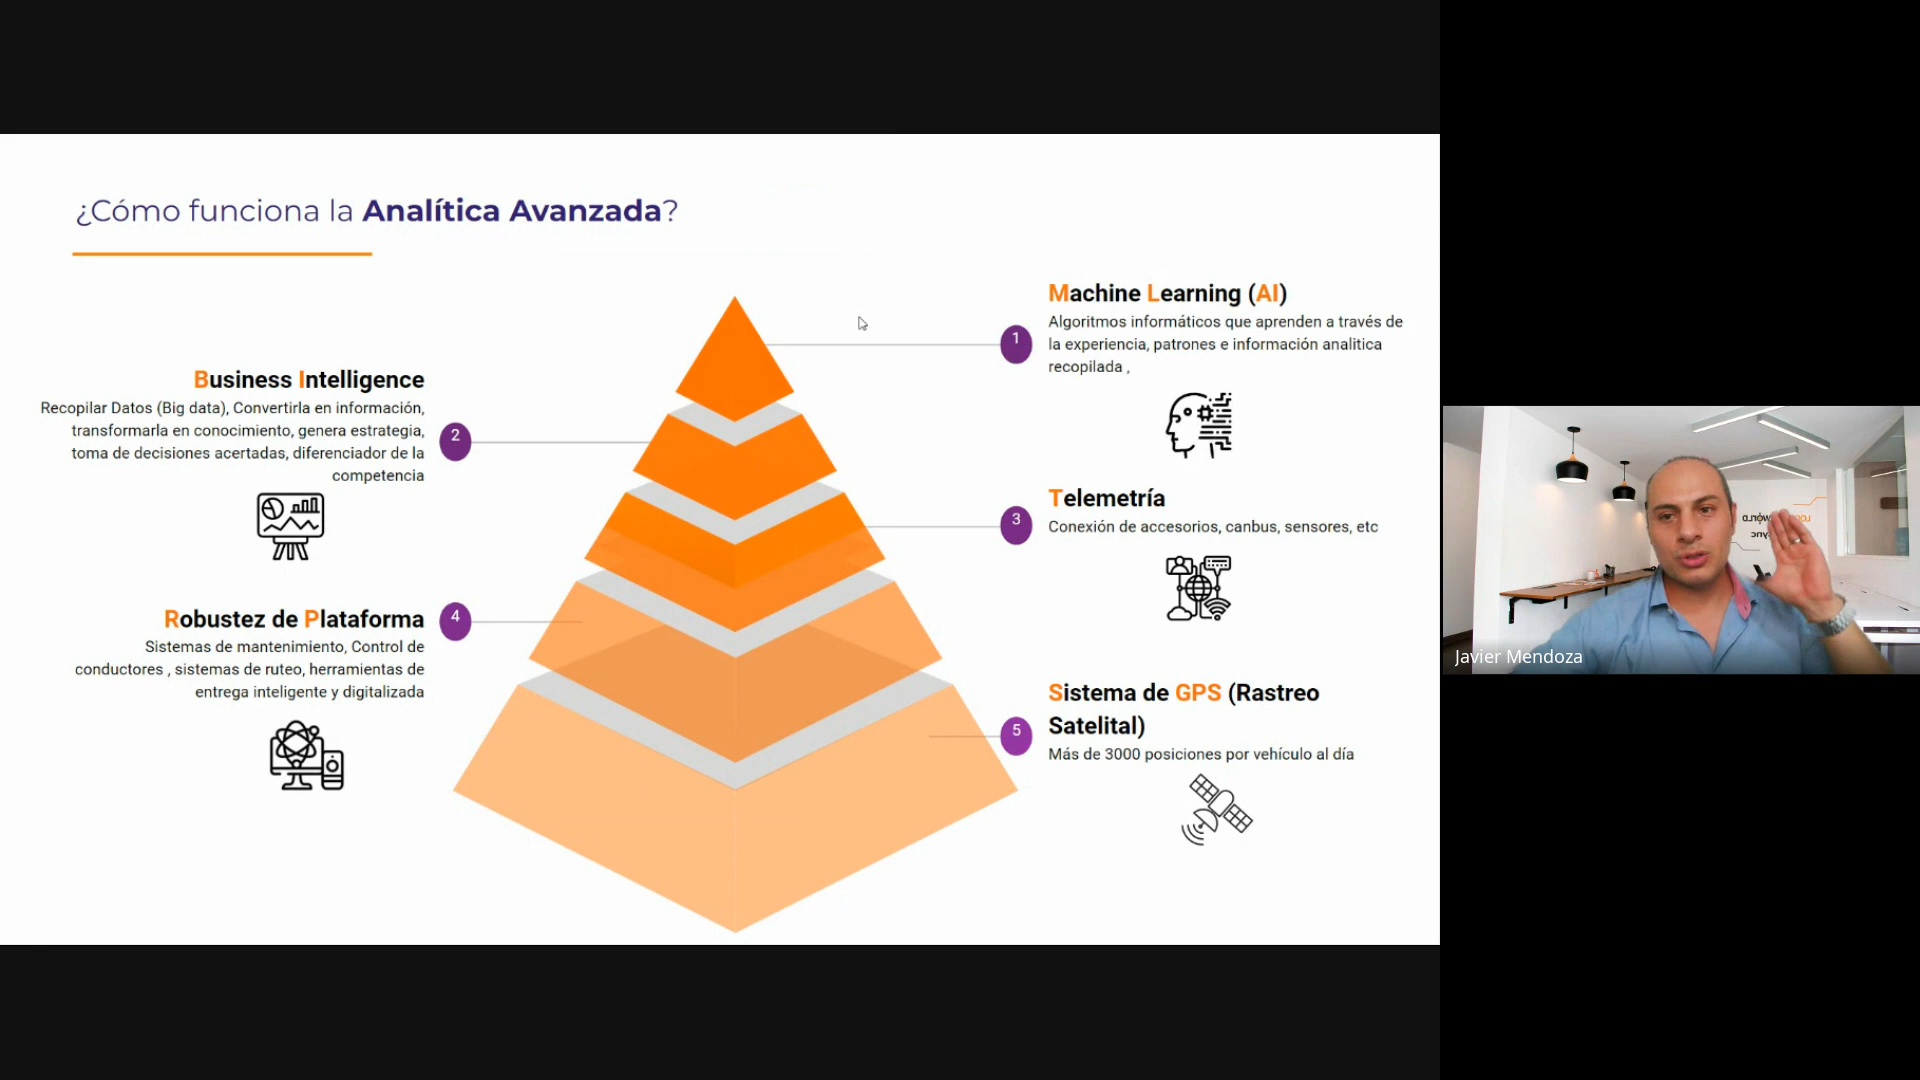 ¿Cómo funciona la Analítica Avanzada?
Machine Learning (AI)
1
Algoritmos informáticos que aprenden a través de
la experiencia, patrones e información analitica
recopilada ,
Business Intelligence
2
Recopilar Datos (Big data), Convertirla en información,
transformarla en conocimiento, genera estrategia,
toma de decisiones acertadas, diferenciador de la
competencia
Telemetría
3
Conexión de accesorios, canbus, sensores, etc
Robustez de Plataforma
4
Sistemas de mantenimiento, Control de
conductores , sistemas de ruteo, herramientas de
entrega inteligente y digitalizada
Sistema de GPS (Rastreo
Satelital)
5
Más de 3000 posiciones por vehículo al día
Javier Mendoza